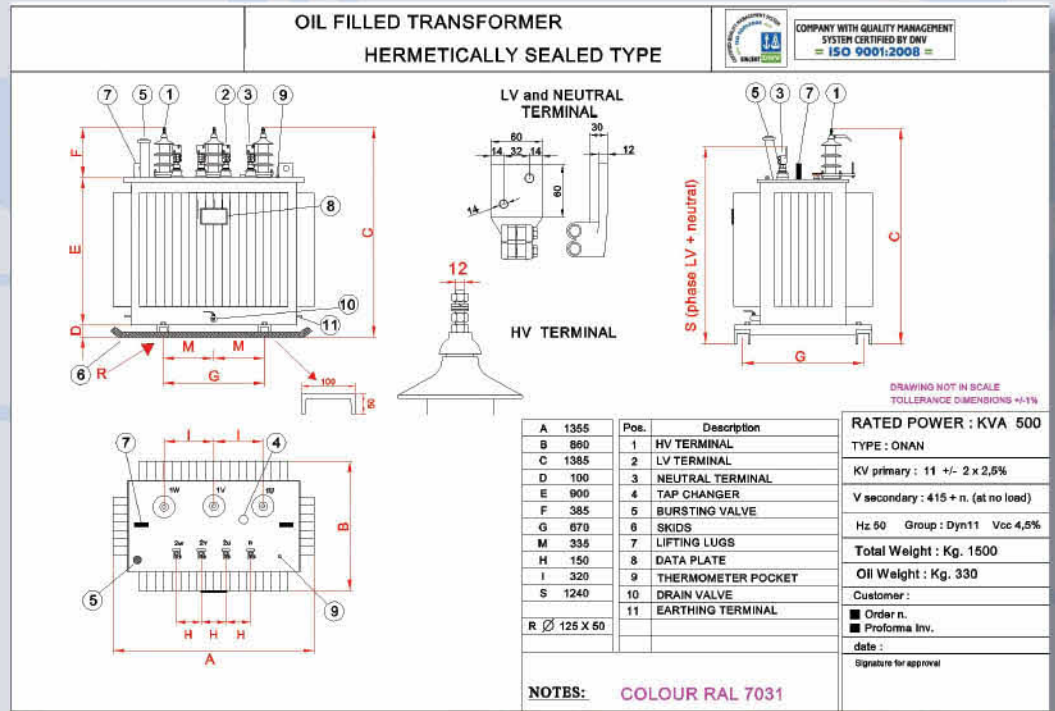 OIL FILLED TRANSFORMER
HERMETICALLY SEALED TYPE
COMPANY WITH QUALITY MANAGEMENT
SYSTEM CERTIFIED BY DNV
= ISO 9001:2008 =
DNV
7 5 1 2 3 9
F
E
D
C
8
10
11
6 R
M M
G
100
50
LV and NEUTRAL
TERMINAL
60
14 32 14
60
14
30
12
12
HV TERMINAL
5 3 7 1
S (phase LV + neutral)
C
G
DRAWING NOT IN SCALE
TOLLERANCE DIMENSIONS +/-1%
7
I I
4
1W 1V
2w 2v 2u n
B
5
9
H H H
A
A 1355
B 860
C 1385
D 100
E 900
F 385
G 670
M 335
H 150
I 320
S 1240
R Ø 125 X 50
Pos. Description
1 HV TERMINAL
2 LV TERMINAL
3 NEUTRAL TERMINAL
4 TAP CHANGER
5 BURSTING VALVE
6 SKIDS
7 LIFTING LUGS
8 DATA PLATE
9 THERMOMETER POCKET
10 DRAIN VALVE
11 EARTHING TERMINAL
RATED POWER : KVA 500
TYPE : ONAN
KV primary : 11 +/- 2 x 2,5%
V secondary : 415 + n. (at no load)
Hz 50 Group : Dyn11 Vcc 4,5%
Total Weight : Kg. 1500
Oil Weight : Kg. 330
Customer :
■ Order n.
■ Proforma Inv.
date :
Signature for approval
NOTES: COLOUR RAL 7031